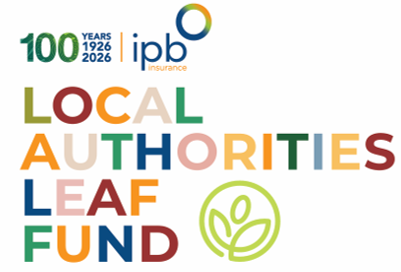 100 YEARS
1926
2026
ipb
insurance
LOCAL
AUTHORITIES
LEAF
FUND